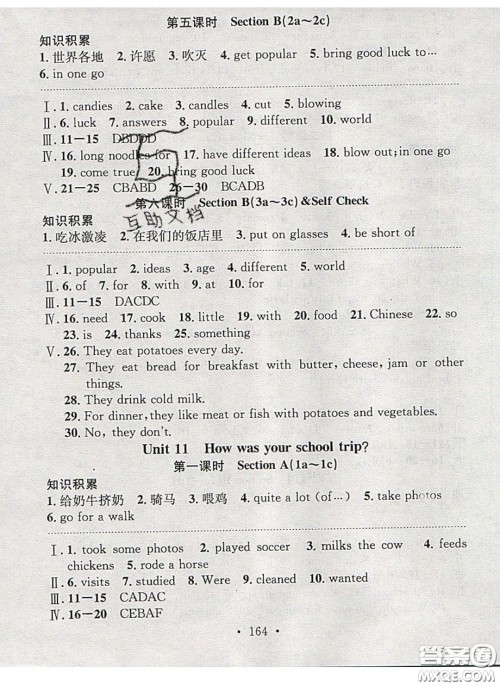 第五课时 Section B(2a～2c)
知识积累
1. 世界各地 2. 许愿 3. 吹灭 4. get popular 5. bring good luck to…
6. in one go
Ⅰ. 1. candies 2. cake 3. candles 4. cut 5. blowing
Ⅱ. 6. luck 7. answers 8. popular 9. different 10. world
Ⅲ. 11－15 DBDDD
Ⅳ. 16. long noodles for 17. have different ideas 18. blow out; in one go
19. come true 20. bring good luck
Ⅴ. 21－25 CBABD 26－30 BCADB
第六课时 Section B(3a～3c)&Self Check
知识积累
1. 吃冰激凌 2. 在我们的饭店里 3. put on glasses 4. be short of
Ⅰ. 1. popular 2. ideas 3. age 4. different 5. world
Ⅱ. 6. of 7. for 8. with 9. at 10. for
Ⅲ. 11－15 DACDC
Ⅳ. 16. need 17. cook 18. little 19. with 20. food 21. Chinese 22. so
23. is 24. thanks 25. something
Ⅴ. 26. They eat potatoes every day.
27. They eat bread for breakfast with butter, cheese, jam or other
things.
28. They drink cold milk.
29. For dinner, they like meat or fish with potatoes and vegetables.
30. No, they don't.
Unit 11 How was your school trip?
第一课时 Section A(1a～1c)
知识积累
1. 给奶牛挤奶 2. 骑马 3. 喂鸡 4. quite a lot (of…) 5. take photos
6. go for a walk
Ⅰ. 1. took some photos 2. played soccer 3. milks the cow 4. feeds
chickens 5. rode a horse
Ⅱ. 6. visits 7. studied 8. Were 9. cleaned 10. wanted
Ⅲ. 11－15 CADAC
Ⅳ. 16－20 CEBAF
· 164 ·
互助文档
答案圈
MXQE.COM